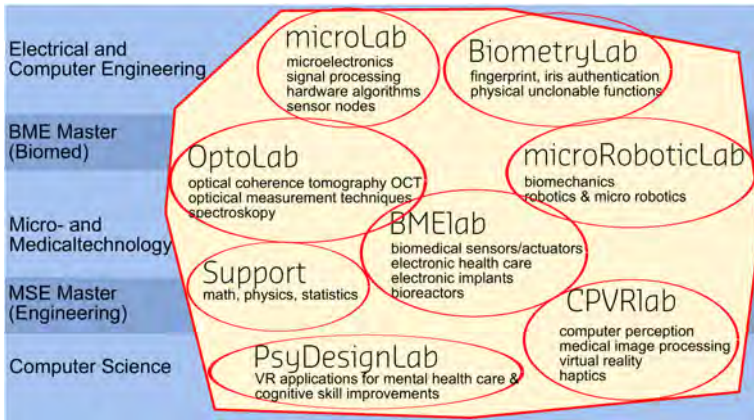 Electrical and
Computer Engineering
BME Master
(Biomed)
Micro- and
Medicaltechnology
MSE Master
(Engineering)
Computer Science
microLab
microelectronics
signal processing
hardware algorithms
sensor nodes
BiometryLab
fingerprint, iris authentication
physical unclonable functions
OptoLab
optical coherence tomography OCT
opticical measurement techniques
spectroskopy
microRoboticLab
biomechanics
robotics & micro robotics
BMElab
biomedical sensors/actuators
electronic health care
electronic implants
bioreactors
Support
math, physics, statistics
CPVRlab
computer perception
medical image processing
virtual reality
haptics
PsyDesignLab
VR applications for mental health care &
cognitive skill improvements